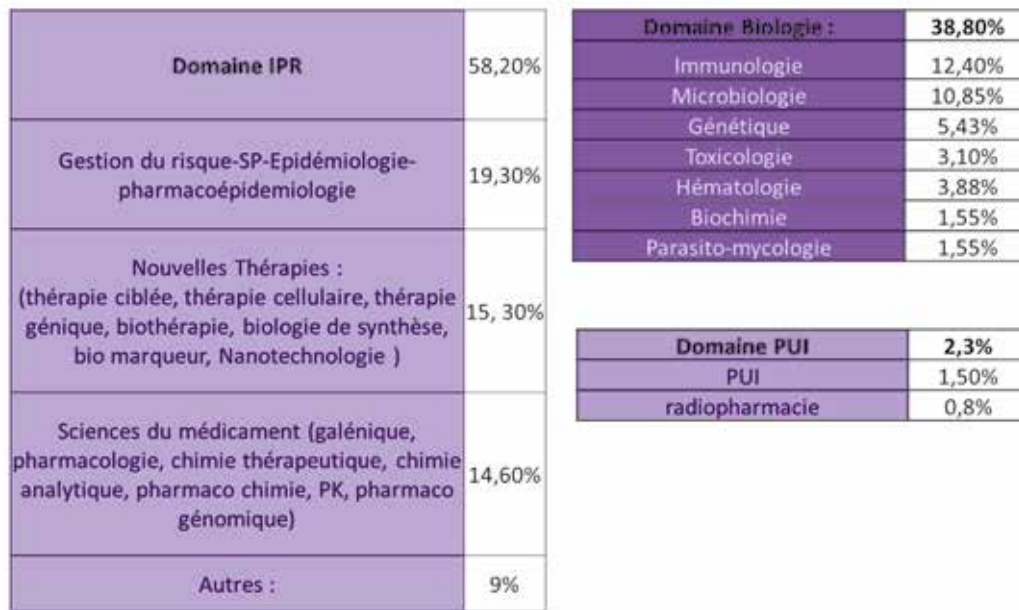 Domaine IPR 58,20%
Gestion du risque-SP-Epidémiologie-
pharmacoépidemiologie
19,30%
Nouvelles Thérapies :
(thérapie ciblée, thérapie cellulaire, thérapie
génique, biothérapie, biologie de synthèse,
bio marqueur, Nanotechnologie )
15, 30%
Sciences du médicament (galénique,
pharmacologie, chimie thérapeutique, chimie
analytique, pharmaco chimie, PK, pharmaco
génomique)
14,60%
Autres : 9%
Domaine Biologie : 38,80%
Immunologie 12,40%
Microbiologie 10,85%
Génétique 5,43%
Toxicologie 3,10%
Hématologie 3,88%
Biochimie 1,55%
Parasito-mycologie 1,55%
Domaine PUI 2,3%
PUI 1,50%
radiopharmacie 0,8%